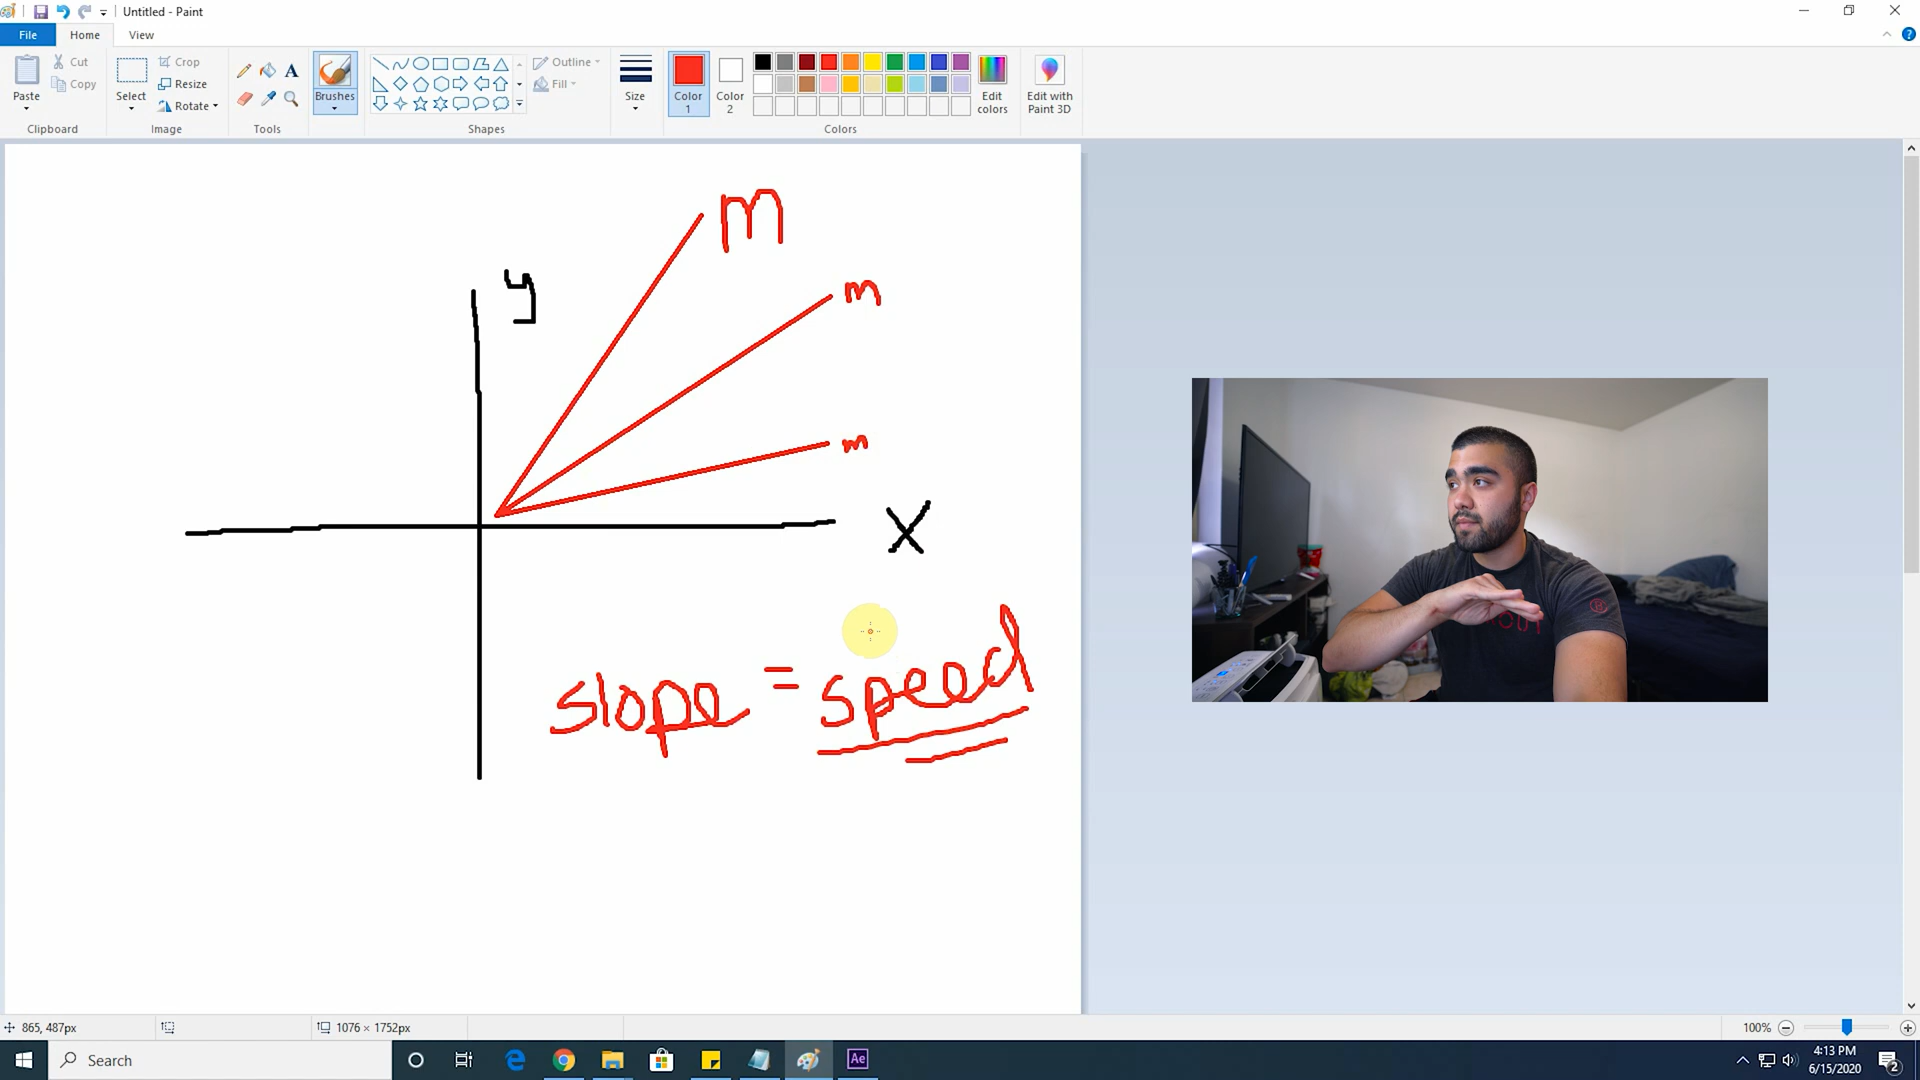 Untitled - Paint
File Home View
Paste
Cut
Copy
Clipboard
Select
Crop
Resize
Rotate
Image
A
Tools
Brushes
Outline
Fill
Shapes
Size
Color 1
Color 2
Edit colors
Colors
Edit with Paint 3D
M
m
y
m
X
slope = speed
865, 487px
1076 × 1752px
100%
Search
Ae
4:13 PM
6/15/2020
2